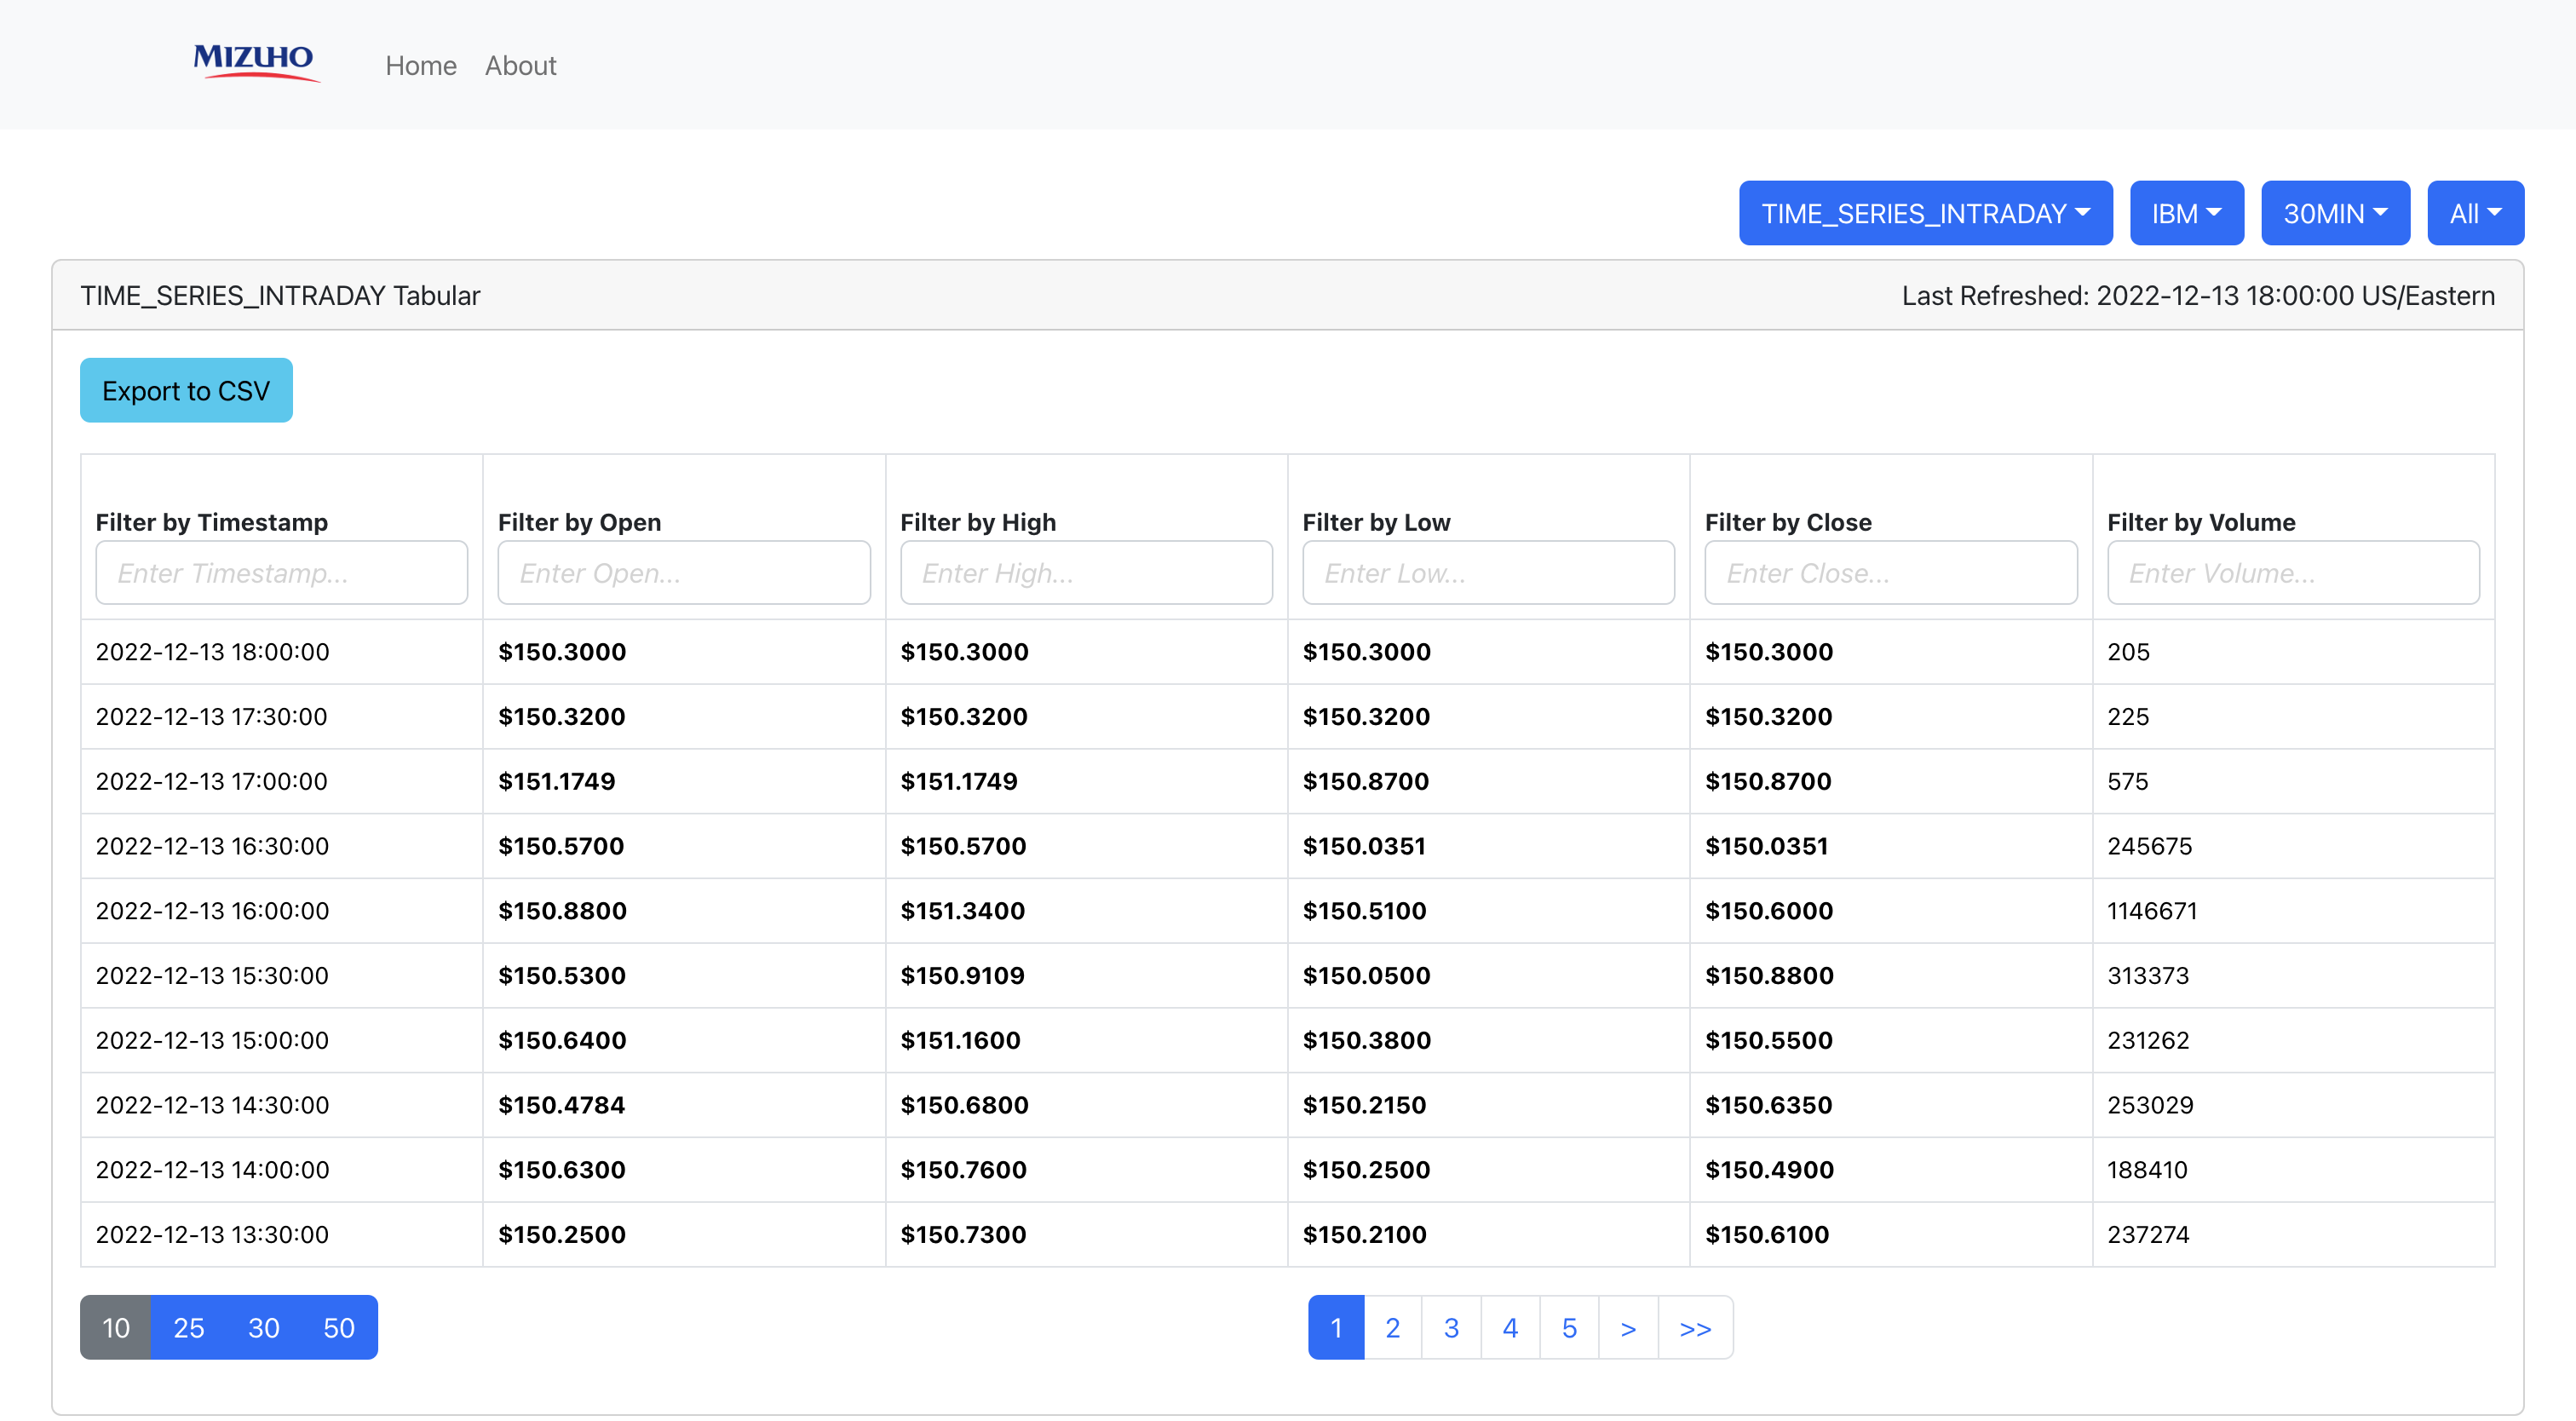 MIZUHO Home About
TIME_SERIES_INTRADAY IBM 30MIN All
TIME_SERIES_INTRADAY Tabular Last Refreshed: 2022-12-13 18:00:00 US/Eastern
Export to CSV
Filter by Timestamp Filter by Open Filter by High Filter by Low Filter by Close Filter by Volume
Enter Timestamp... Enter Open... Enter High... Enter Low... Enter Close... Enter Volume...
2022-12-13 18:00:00 $150.3000 $150.3000 $150.3000 $150.3000 205
2022-12-13 17:30:00 $150.3200 $150.3200 $150.3200 $150.3200 225
2022-12-13 17:00:00 $151.1749 $151.1749 $150.8700 $150.8700 575
2022-12-13 16:30:00 $150.5700 $150.5700 $150.0351 $150.0351 245675
2022-12-13 16:00:00 $150.8800 $151.3400 $150.5100 $150.6000 1146671
2022-12-13 15:30:00 $150.5300 $150.9109 $150.0500 $150.8800 313373
2022-12-13 15:00:00 $150.6400 $151.1600 $150.3800 $150.5500 231262
2022-12-13 14:30:00 $150.4784 $150.6800 $150.2150 $150.6350 253029
2022-12-13 14:00:00 $150.6300 $150.7600 $150.2500 $150.4900 188410
2022-12-13 13:30:00 $150.2500 $150.7300 $150.2100 $150.6100 237274
10 25 30 50 1 2 3 4 5 > >>